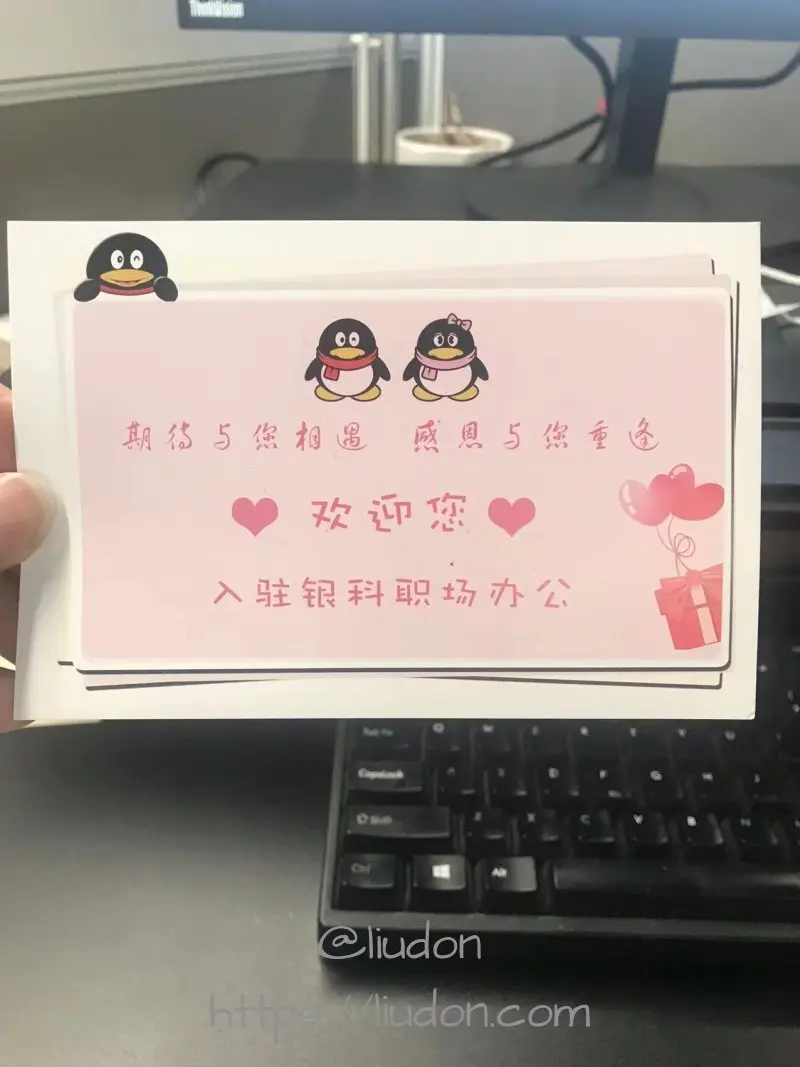 ThinkVision
期待与您相遇 感恩与您重逢
欢迎您
入驻银科职场办公
CapsLock
A S D F G H
Shift
Z X C V B N
Ctrl Alt
@liudon
https://liudon.com